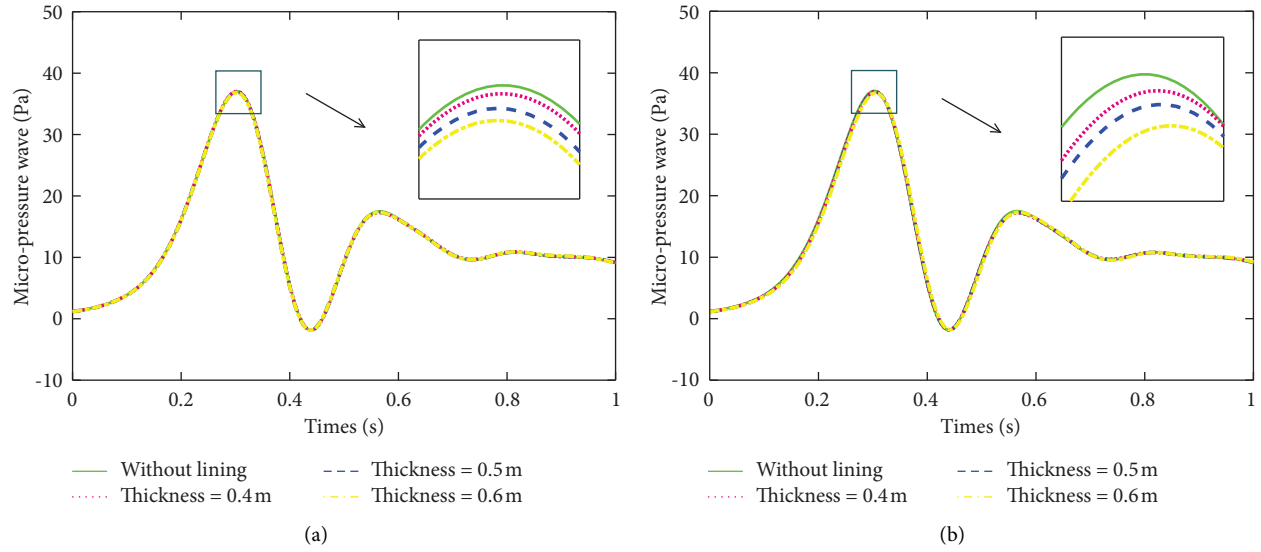 50
40
30
20
10
0
-10
Micro-pressure wave (Pa)
0 0.2 0.4 0.6 0.8 1
Times (s)
Without lining
Thickness = 0.4 m
Thickness = 0.5 m
Thickness = 0.6 m
(a)
50
40
30
20
10
0
-10
Micro-pressure wave (Pa)
0 0.2 0.4 0.6 0.8 1
Times (s)
Without lining
Thickness = 0.4 m
Thickness = 0.5 m
Thickness = 0.6 m
(b)